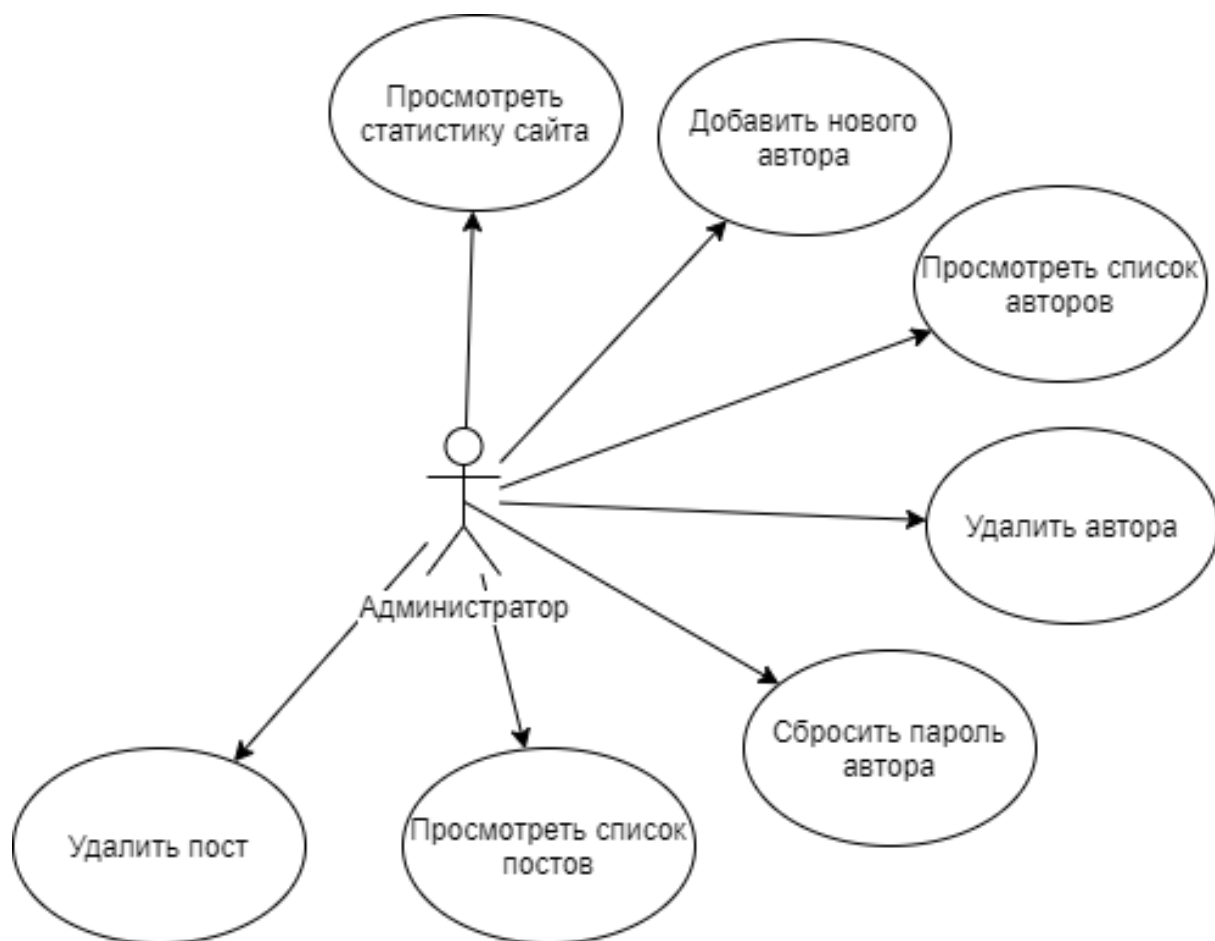 Просмотреть
статистику сайта
Добавить нового
автора
Просмотреть список
авторов
Удалить автора
Администратор
Сбросить пароль
автора
Удалить пост
Просмотреть список
постов